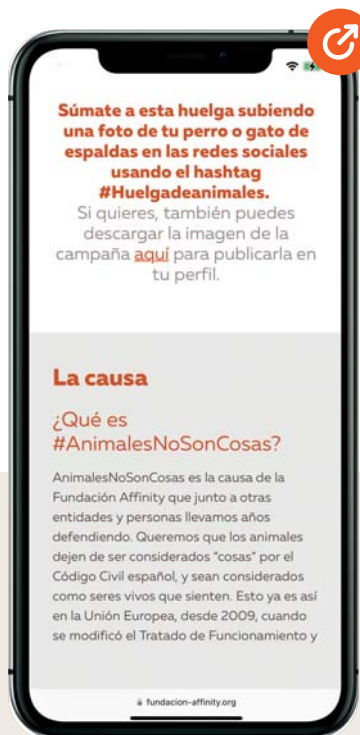 Súmate a esta huelga subiendo
una foto de tu perro o gato de
espaldas en las redes sociales
usando el hashtag
#Huelgadeanimales.
Si quieres, también puedes
descargar la imagen de la
campaña aquí para publicarla en
tu perfil.
La causa
¿Qué es
#AnimalesNoSonCosas?
AnimalesNoSonCosas es la causa de la
Fundación Affinity que junto a otras
entidades y personas llevamos años
defendiendo. Queremos que los animales
dejen de ser considerados “cosas” por el
Código Civil español, y sean considerados
como seres vivos que sienten. Esto ya es así
en la Unión Europea, desde 2009, cuando
se modificó el Tratado de Funcionamiento y
fundacion-affinity.org